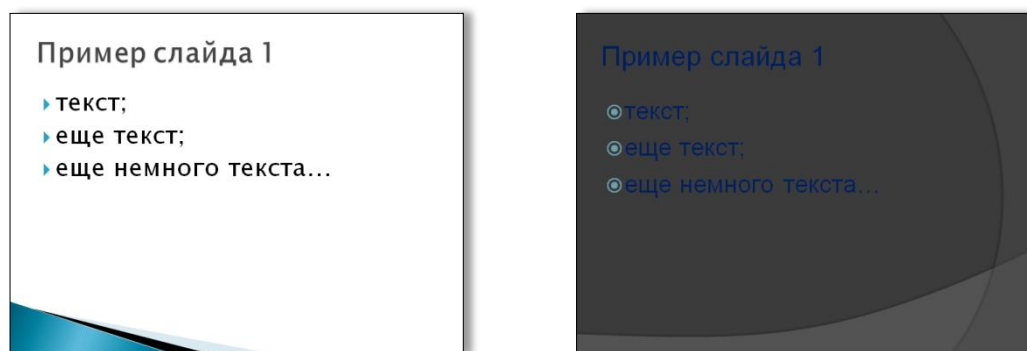 Пример слайда 1
текст;
еще текст;
еще немного текста...
Пример слайда 1
текст;
еще текст;
еще немного текста...